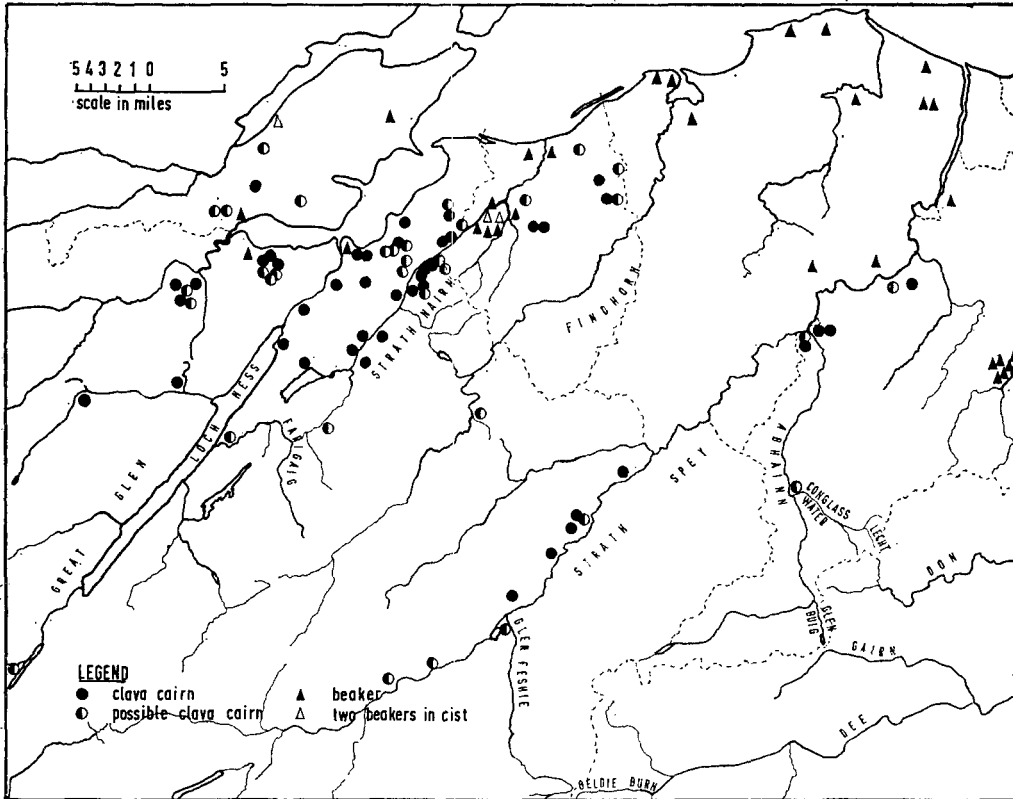 5 4 3 2 1 0 5
scale in miles
STRATH NAIRN
FINDHORN
LOCH NESS
GREAT GLEN
FARIGAIG
STRATH SPEY
ABHAINN
CONGLASS
WATER
LECHT
DON
GLEN
BUIG
GAIRN
GLEN FESHIE
DEE
GELDIE BURN
LEGEND
clava cairn
possible clava cairn
beaker
two beakers in cist